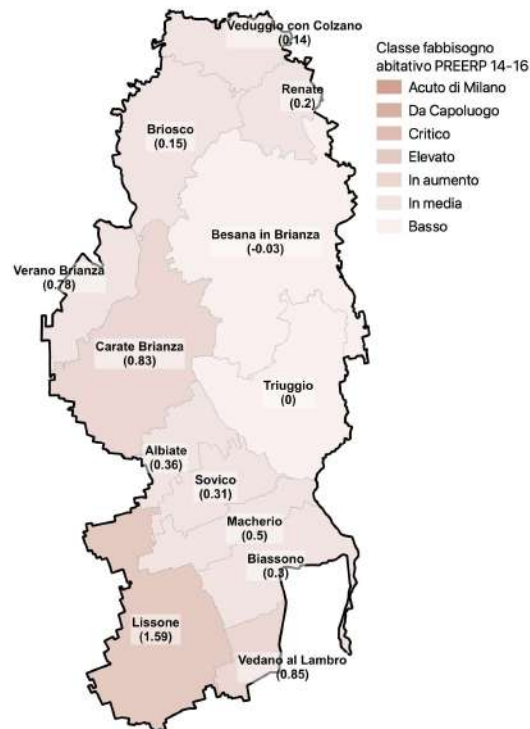 Veduggio con Colzano
(0.14)
Renate
(0.2)
Briosco
(0.15)
Besana in Brianza
(-0.03)
Verano Brianza
(0.78)
Carate Brianza
(0.83)
Triuggio
(0)
Albiate
(0.36)
Sovico
(0.31)
Macherio
(0.5)
Biassono
(0.3)
Lissone
(1.59)
Vedano al Lambro
(0.85)
Classe fabbisogno
abitativo PREERP 14-16
Acuto di Milano
Da Capoluogo
Critico
Elevato
In aumento
In media
Basso